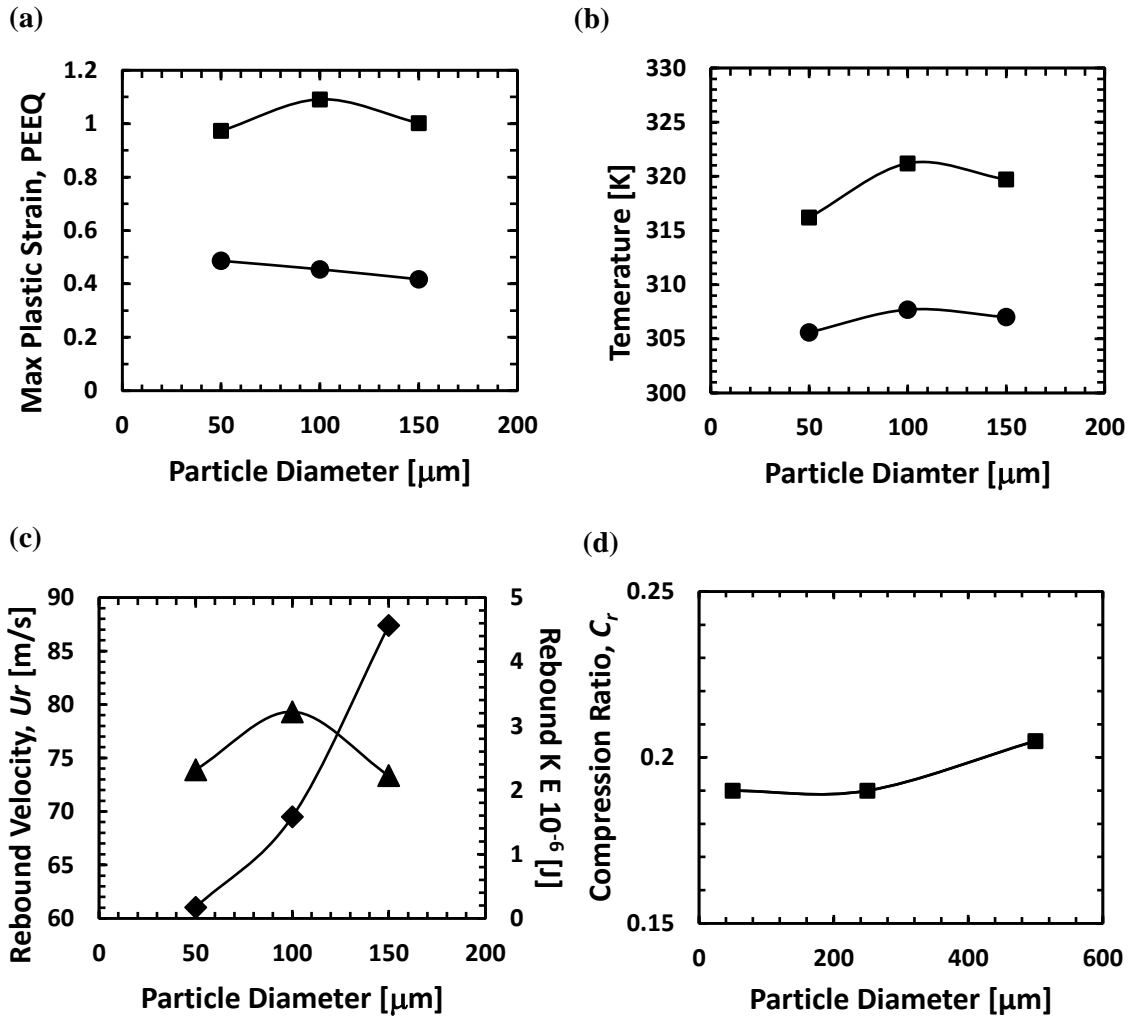 (a)
Max Plastic Strain, PEEQ
1.2
1
0.8
0.6
0.4
0.2
0
0 50 100 150 200
Particle Diameter [μm]
(b)
Temerature [K]
330
325
320
315
310
305
300
0 50 100 150 200
Particle Diamter [μm]
(c)
Rebound Velocity, Ur [m/s]
90
85
80
75
70
65
60
5
4
3
2
1
0
Rebound K E 10⁻⁶ [J]
0 50 100 150 200
Particle Diameter [μm]
(d)
Compression Ratio, Cᵣ
0.25
0.2
0.15
0 200 400 600
Particle Diameter [μm]